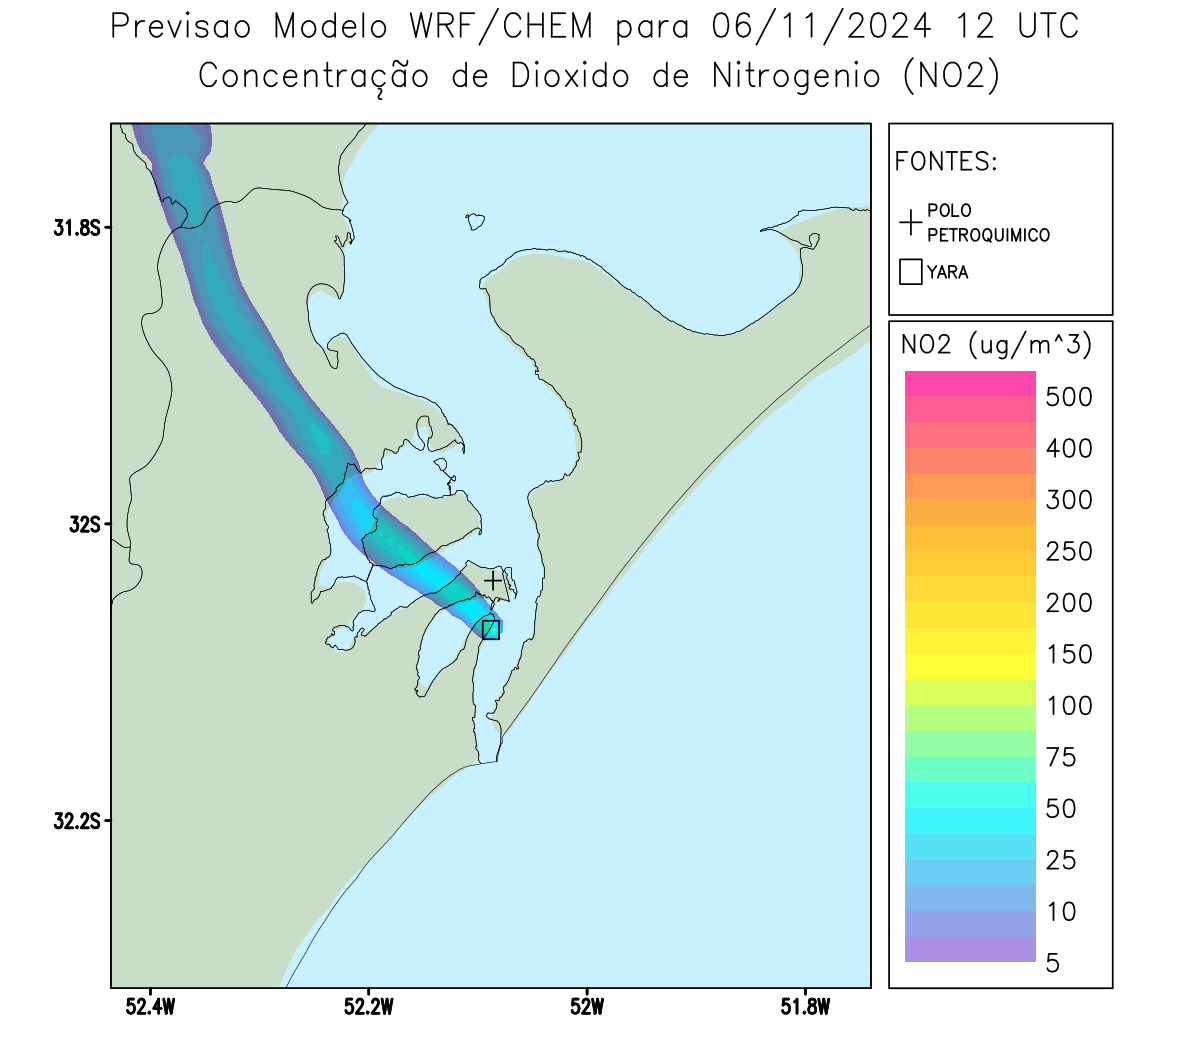 Previsao Modelo WRF/CHEM para 06/11/2024 12 UTC
Concentração de Dioxido de Nitrogenio (NO2)
FONTES:
POLO
PETROQUIMICO
YARA
NO2 (ug/m^3)
500
400
300
250
200
150
100
75
50
25
10
5
31.8S
32S
32.2S
52.4W
52.2W
52W
51.8W